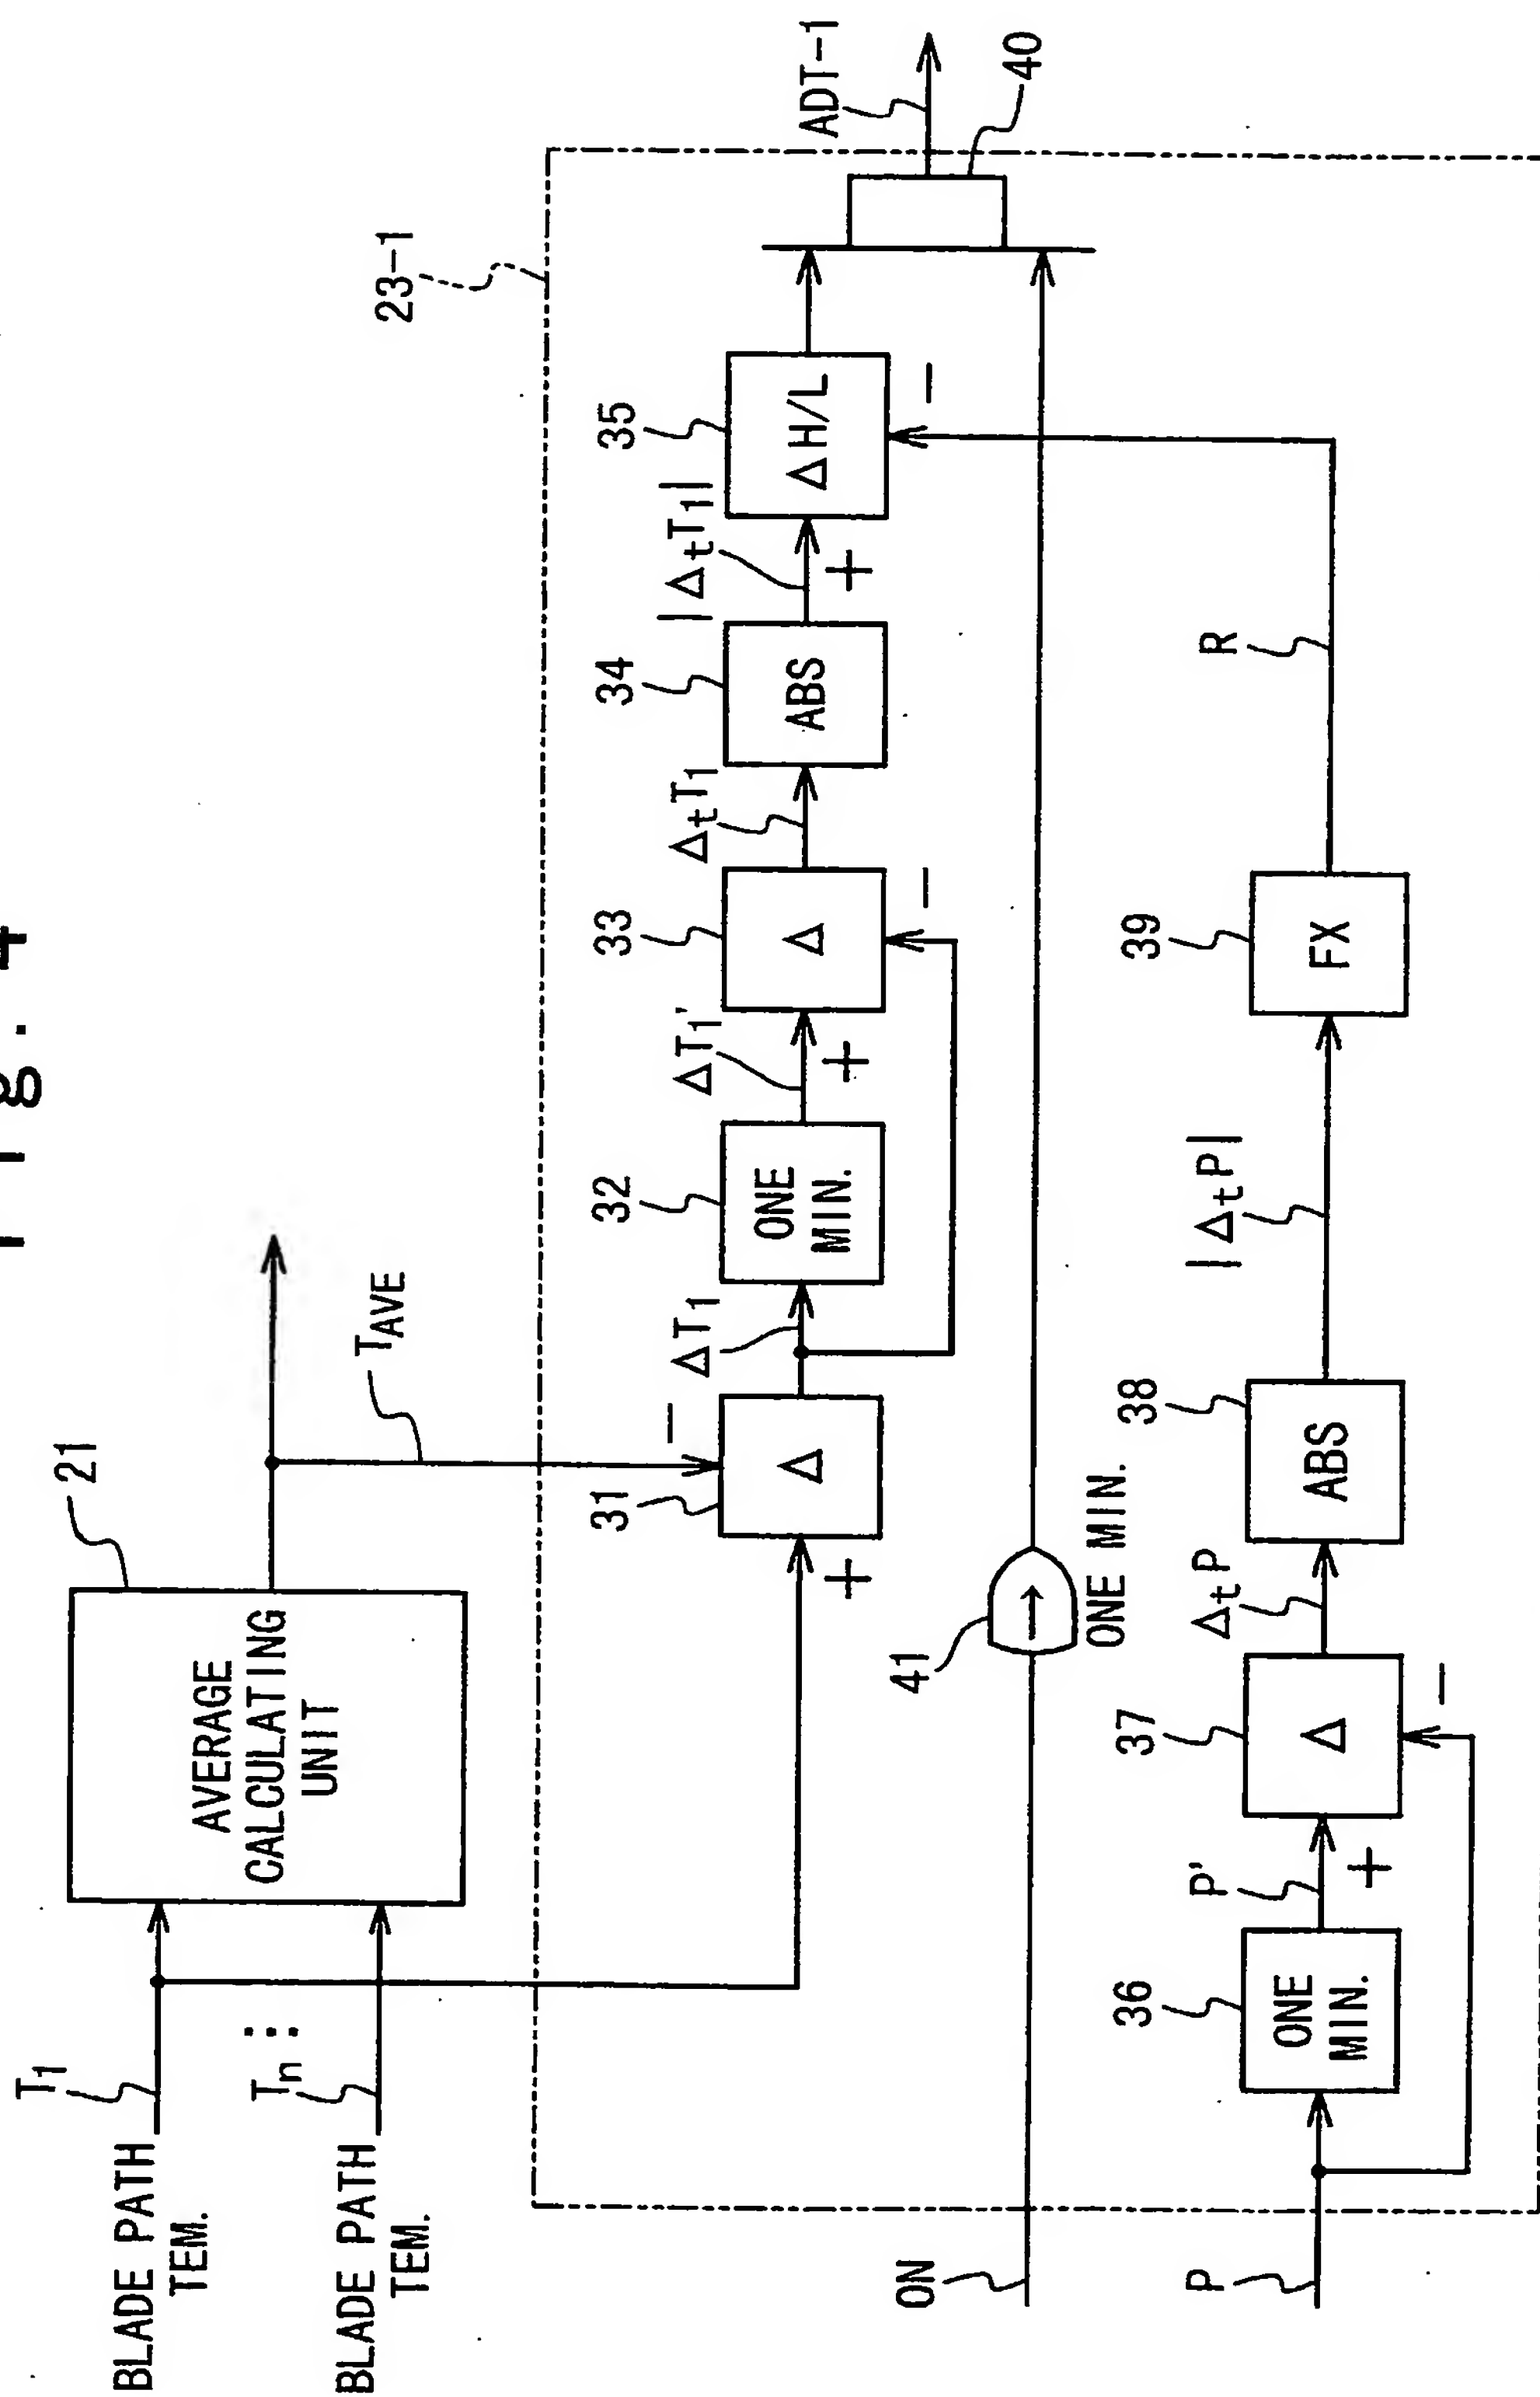 Fig. 4
BLADE PATH
TEM.
T1
BLADE PATH
TEM.
Tn
⋮
AVERAGE
CALCULATING
UNIT
21
TAVE
23-1
31
Δ
+
−
ΔT1
32
ONE
MIN.
ΔT1'
+
33
Δ
−
ΔtT1
34
ABS
|ΔtT1|
+
35
ΔH/L
−
ADT-1
40
ON
41
ONE MIN.
P
36
ONE
MIN.
P'
+
37
Δ
−
ΔtP
38
ABS
|ΔtP|
39
FX
R